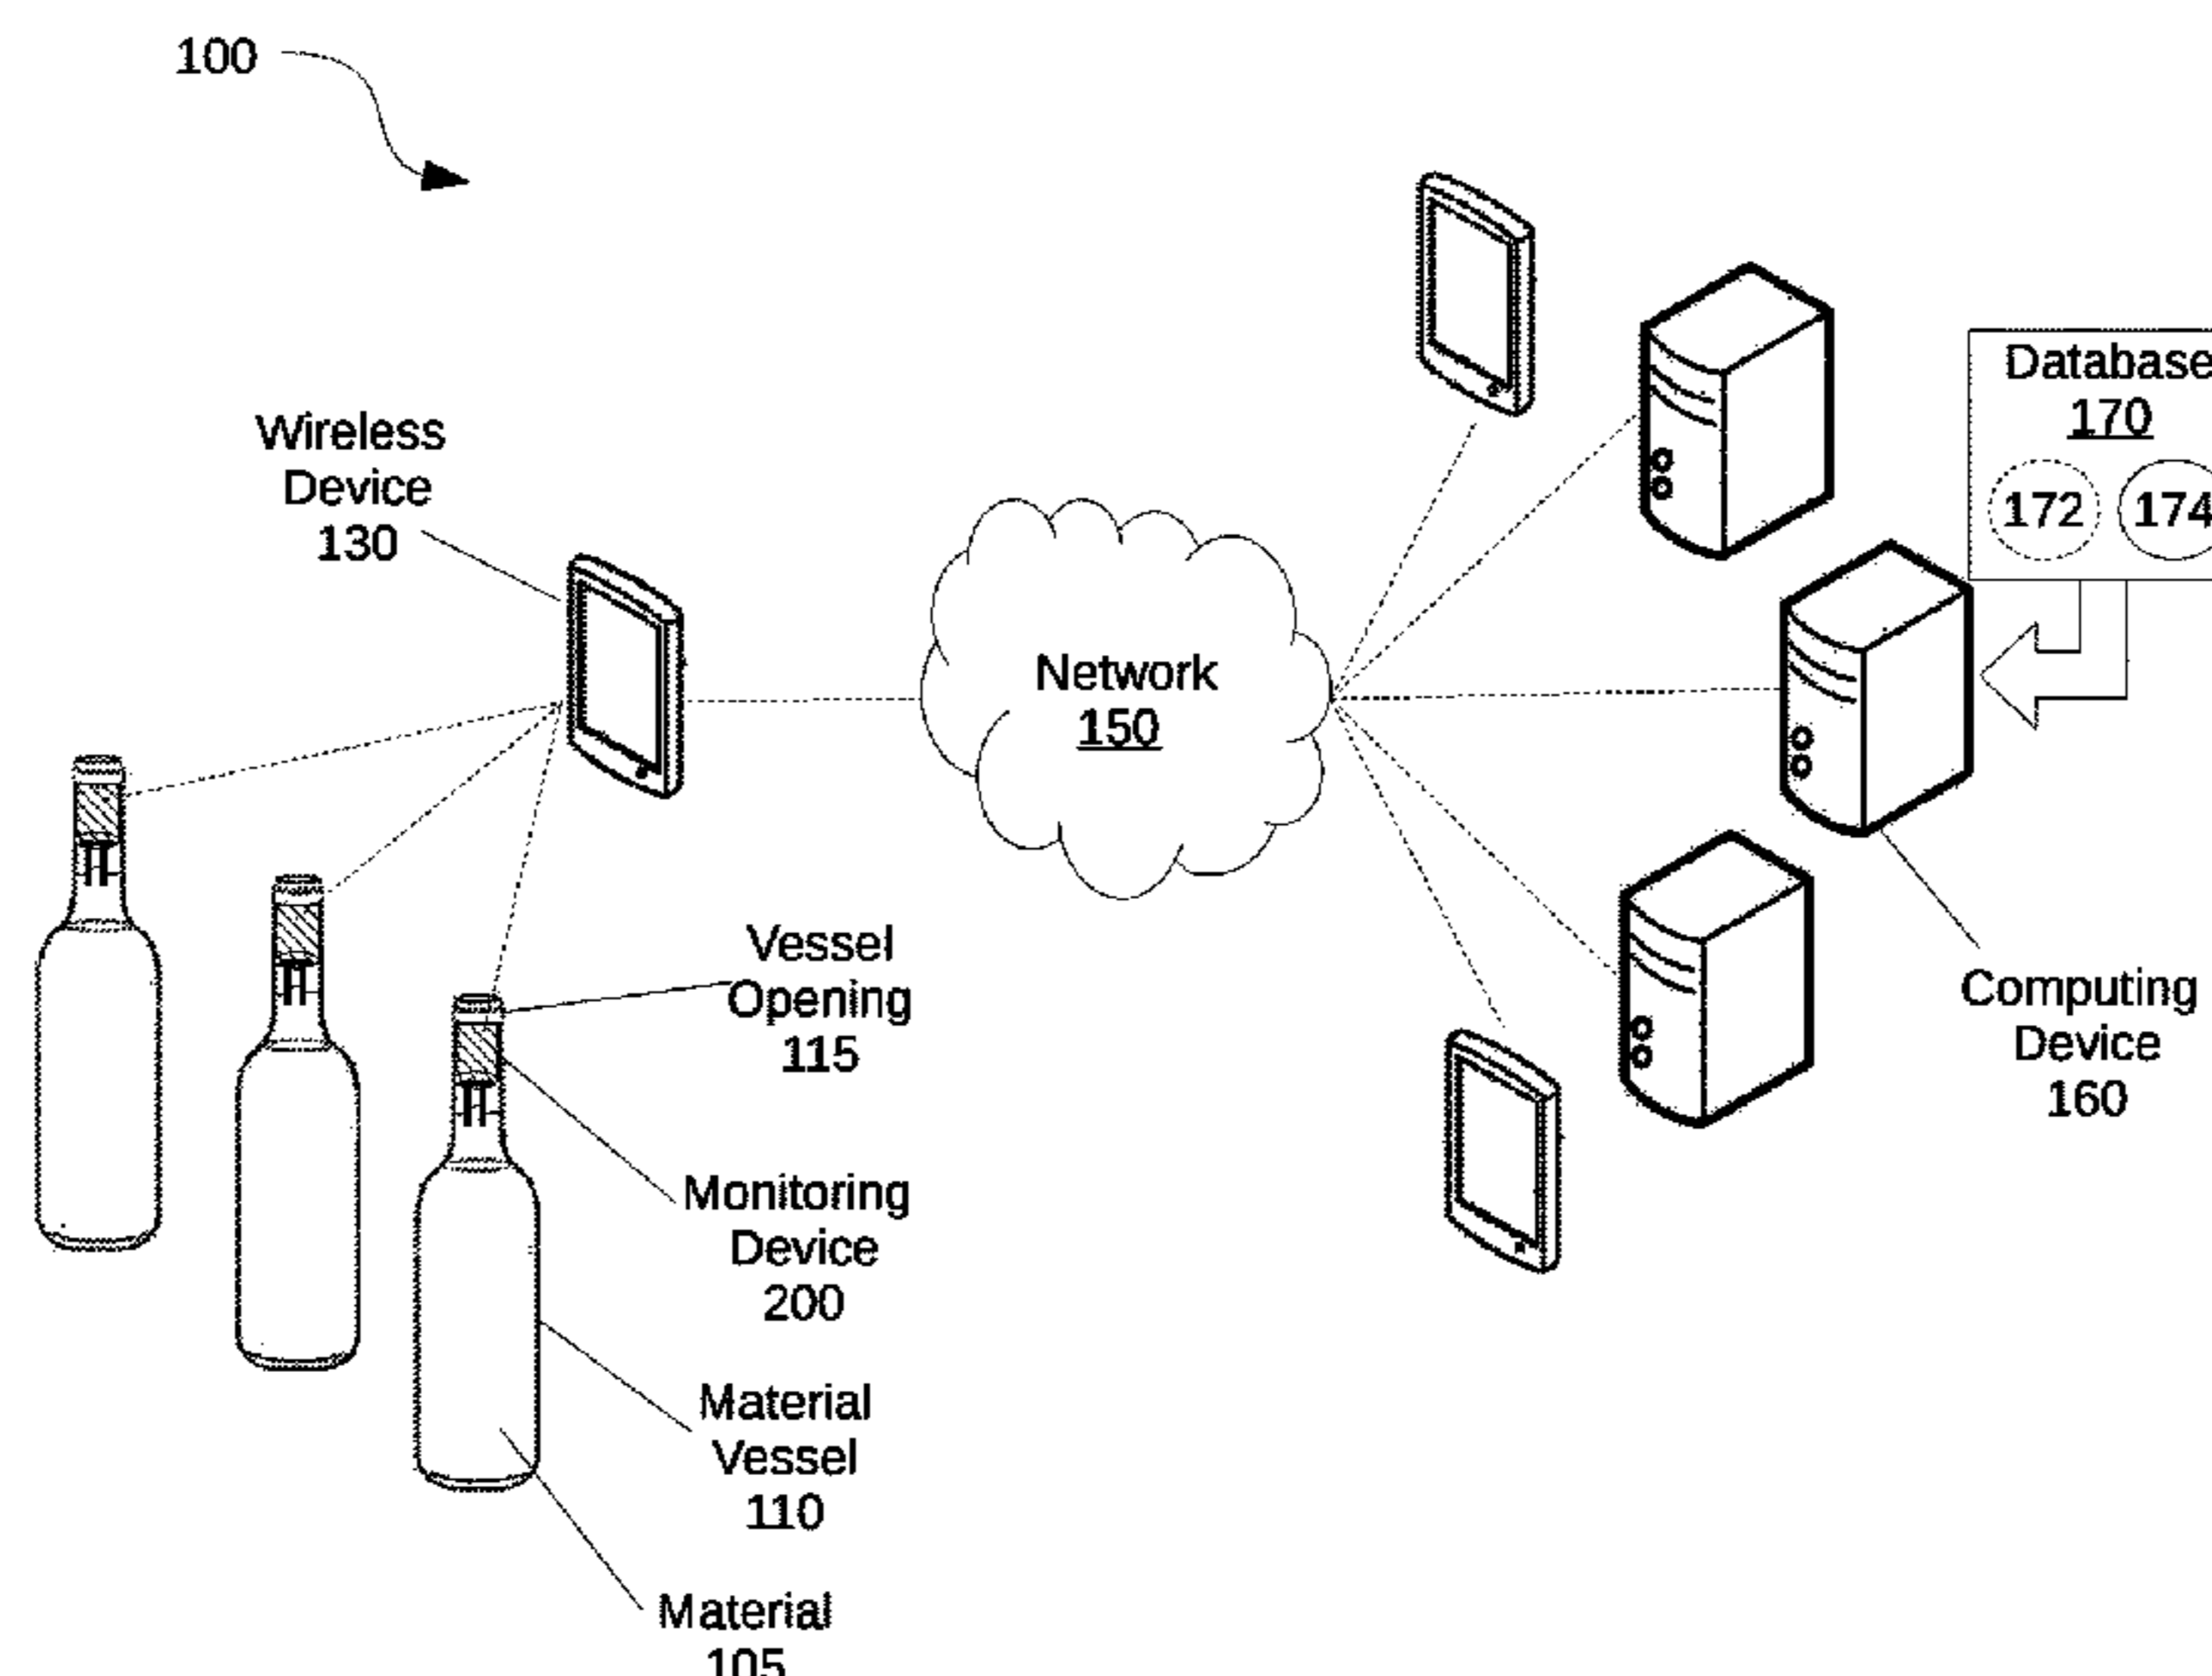 100
Wireless
Device
130
Network
150
Database
170
172 174
Vessel
Opening
115
Monitoring
Device
200
Computing
Device
160
Material
Vessel
110
Material
105